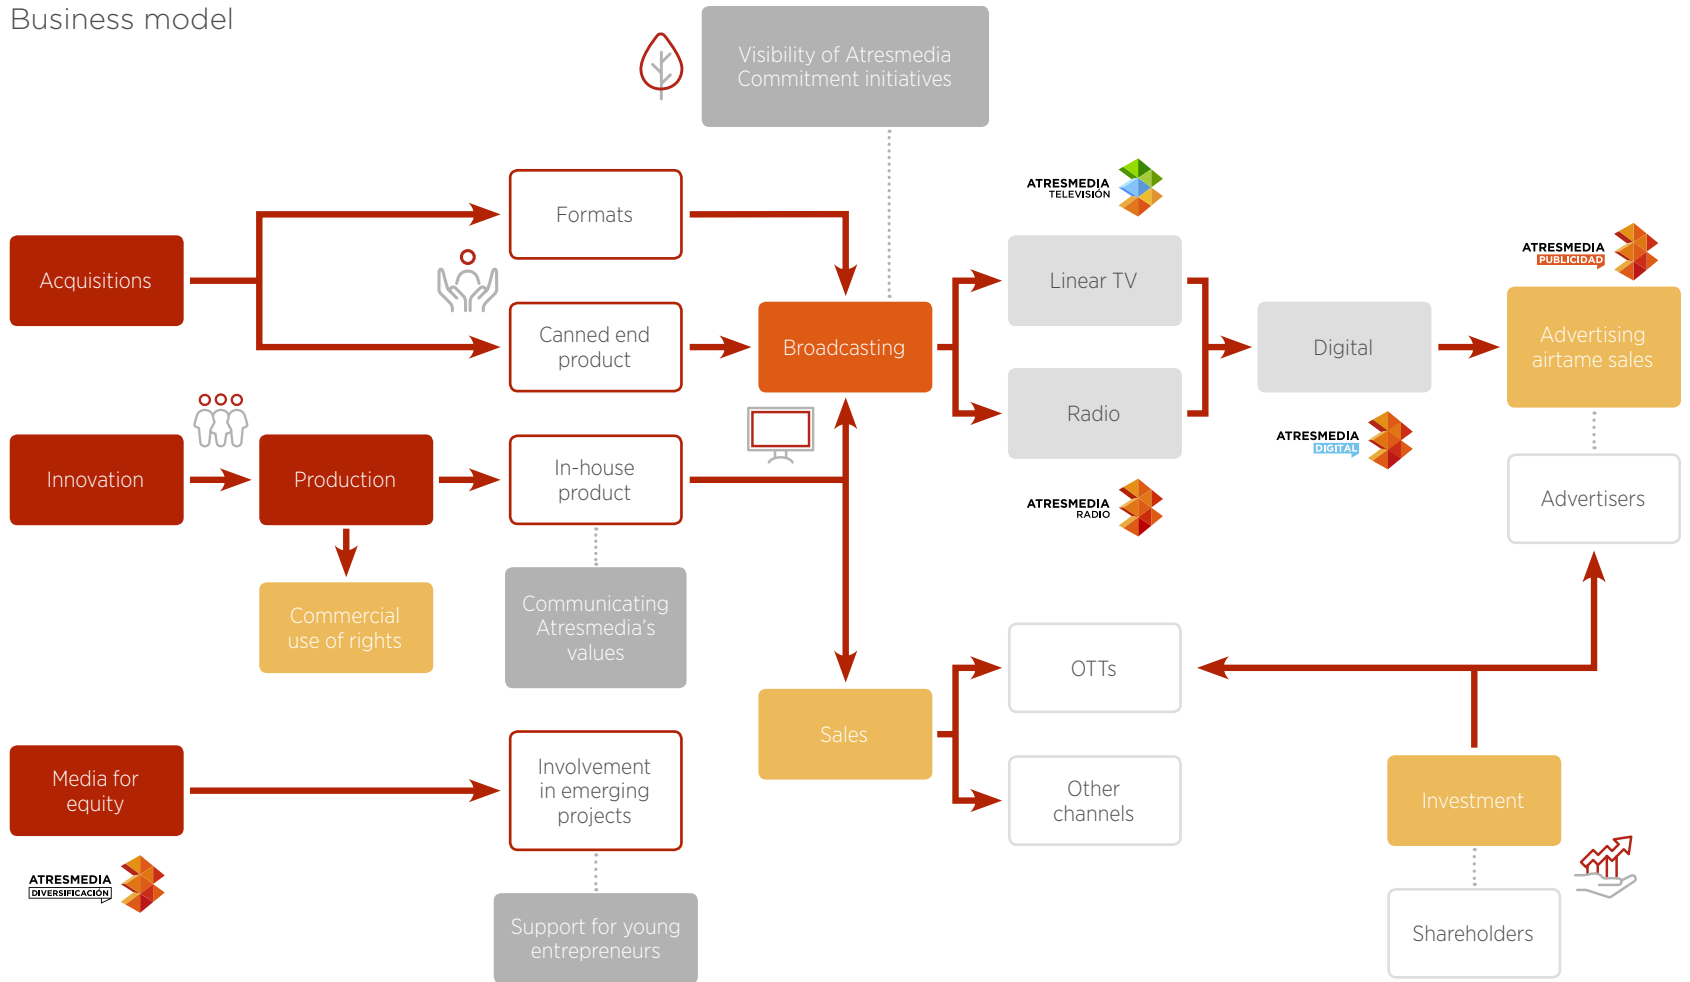 Business model
Visibility of Atresmedia
Commitment initiatives
Acquisitions
Formats
Canned end
product
Broadcasting
ATRESMEDIA
TELEVISIÓN
Linear TV
Radio
ATRESMEDIA
RADIO
Digital
ATRESMEDIA
DIGITAL
ATRESMEDIA
PUBLICIDAD
Advertising
airtame sales
Advertisers
Innovation
Production
In-house
product
Commercial
use of rights
Communicating
Atresmedia’s
values
Sales
OTTs
Other
channels
Media for
equity
ATRESMEDIA
DIVERSIFICACIÓN
Involvement
in emerging
projects
Support for young
entrepreneurs
Investment
Shareholders